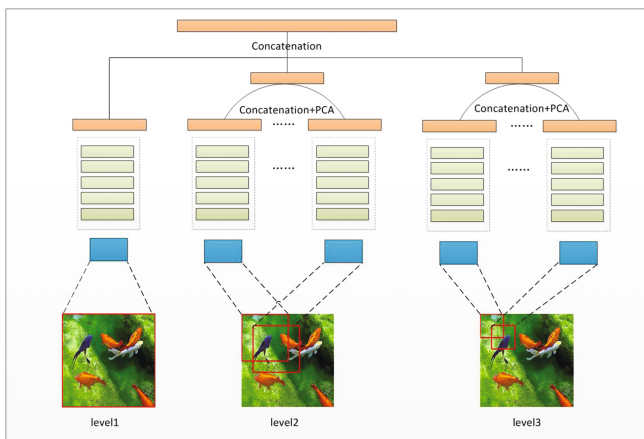 Concatenation
Concatenation+PCA
Concatenation+PCA
......
......
......
......
level1
level2
level3